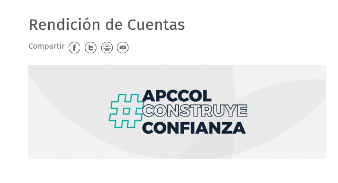 Rendición de Cuentas
Compartir
#APCCOL
CONSTRUYE
CONFIANZA